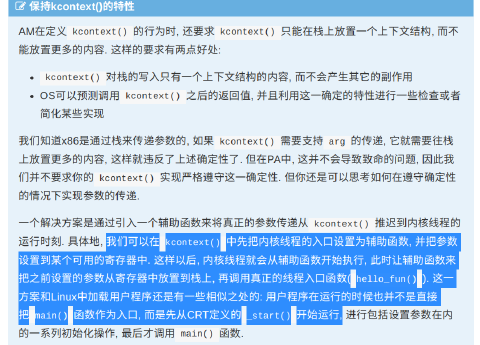 保持kcontext()的特性
AM在定义 kcontext() 的行为时, 还要求 kcontext() 只能在栈上放置一个上下文结构, 而不
能放置更多的内容. 这样的要求有两点好处:
• kcontext() 对栈的写入只有一个上下文结构的内容, 而不会产生其它的副作用
• OS可以预测调用 kcontext() 之后的返回值, 并且利用这一确定的特性进行一些检查或者
简化某些实现
我们知道x86是通过栈来传递参数的, 如果 kcontext() 需要支持 arg 的传递, 它就需要往栈
上放置更多的内容, 这样就违反了上述确定性了. 但在PA中, 这并不会导致致命的问题, 因此我
们并不要求你的 kcontext() 实现严格遵守这一确定性. 但你还是可以思考如何在遵守确定性
的情况下实现参数的传递.
一个解决方案是通过引入一个辅助函数来将真正的参数传递从 kcontext() 推迟到内核线程的
运行时刻. 具体地, 我们可以在 kcontext() 中先把内核线程的入口设置为辅助函数, 并把参数
设置到某个可用的寄存器中. 这样以后, 内核线程就会从辅助函数开始执行, 此时让辅助函数来
把之前设置的参数从寄存器中放置到栈上, 再调用真正的线程入口函数( hello_fun() ). 这一
方案和Linux中加载用户程序还是有一些相似之处的: 用户程序在运行的时候也并不是直接
把 main() 函数作为入口, 而是先从CRT定义的 _start() 开始运行, 进行包括设置参数在内
的一系列初始化操作, 最后才调用 main() 函数.